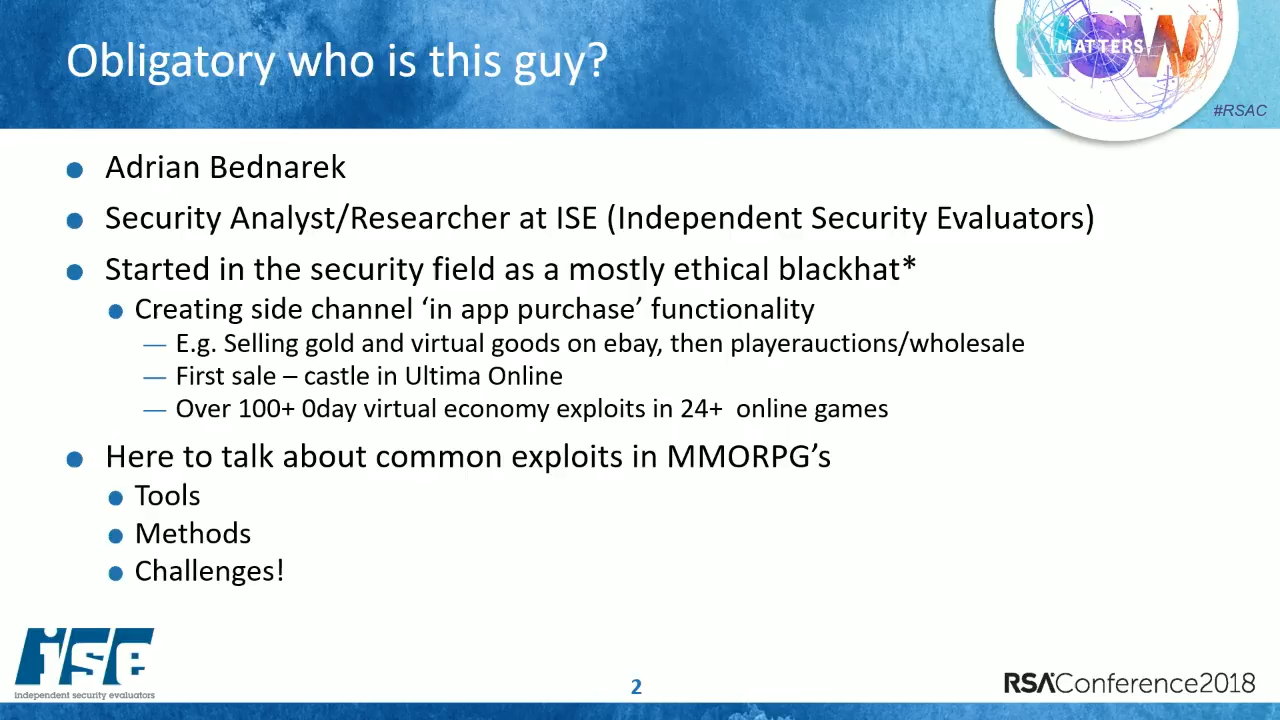 Obligatory who is this guy?
NOW
MATTERS
#RSAC
Adrian Bednarek
Security Analyst/Researcher at ISE (Independent Security Evaluators)
Started in the security field as a mostly ethical blackhat*
Creating side channel ‘in app purchase’ functionality
— E.g. Selling gold and virtual goods on ebay, then playerauctions/wholesale
— First sale – castle in Ultima Online
— Over 100+ 0day virtual economy exploits in 24+ online games
Here to talk about common exploits in MMORPG’s
Tools
Methods
Challenges!
ise
independent security evaluators
2
RSAConference2018